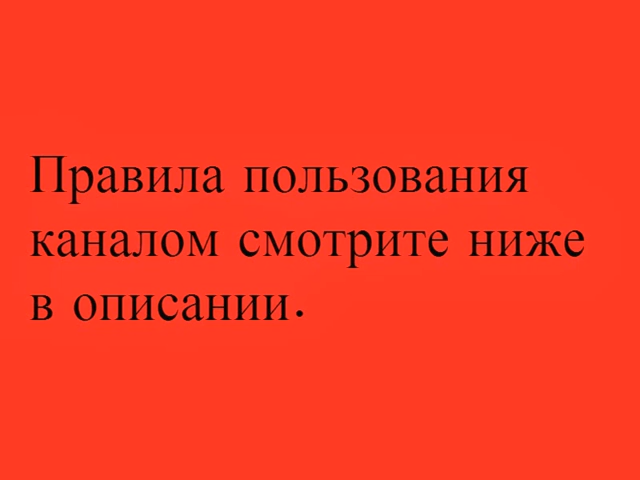 Правила пользования
каналом смотрите ниже
в описании.